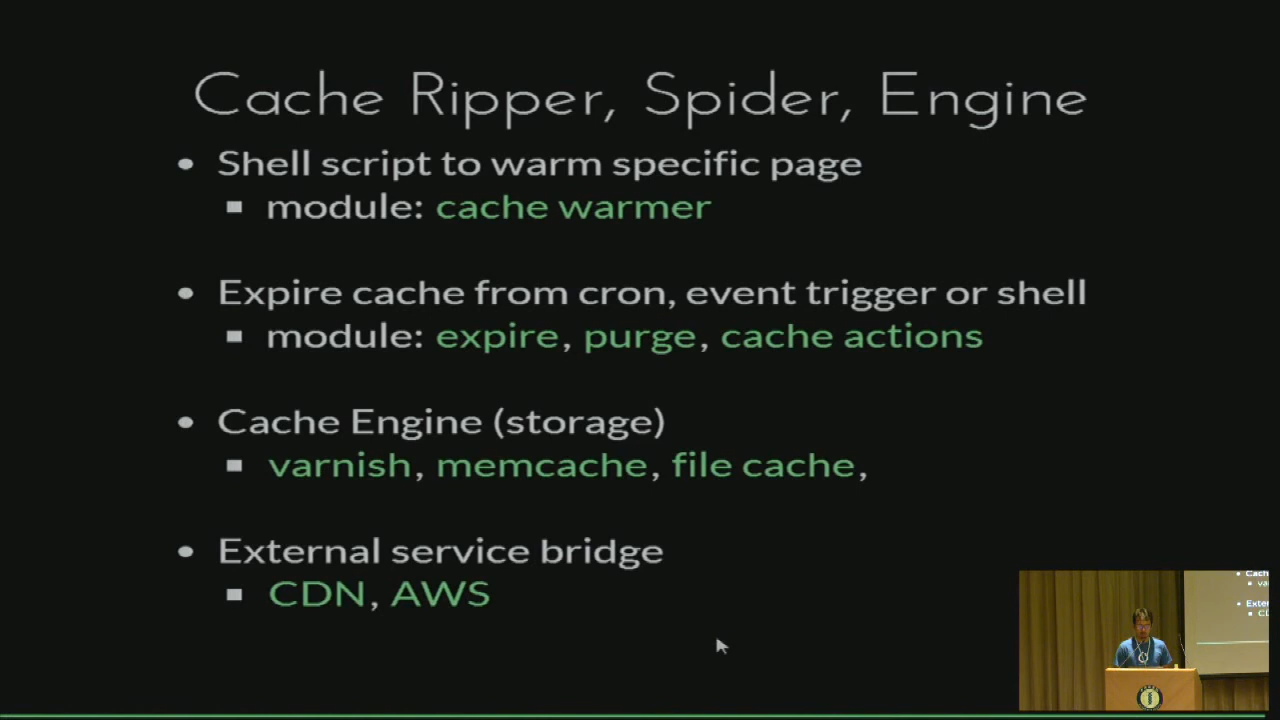 Cache Ripper, Spider, Engine
• Shell script to warm specific page
▪ module: cache warmer
• Expire cache from cron, event trigger or shell
▪ module: expire, purge, cache actions
• Cache Engine (storage)
▪ varnish, memcache, file cache,
• External service bridge
▪ CDN, AWS